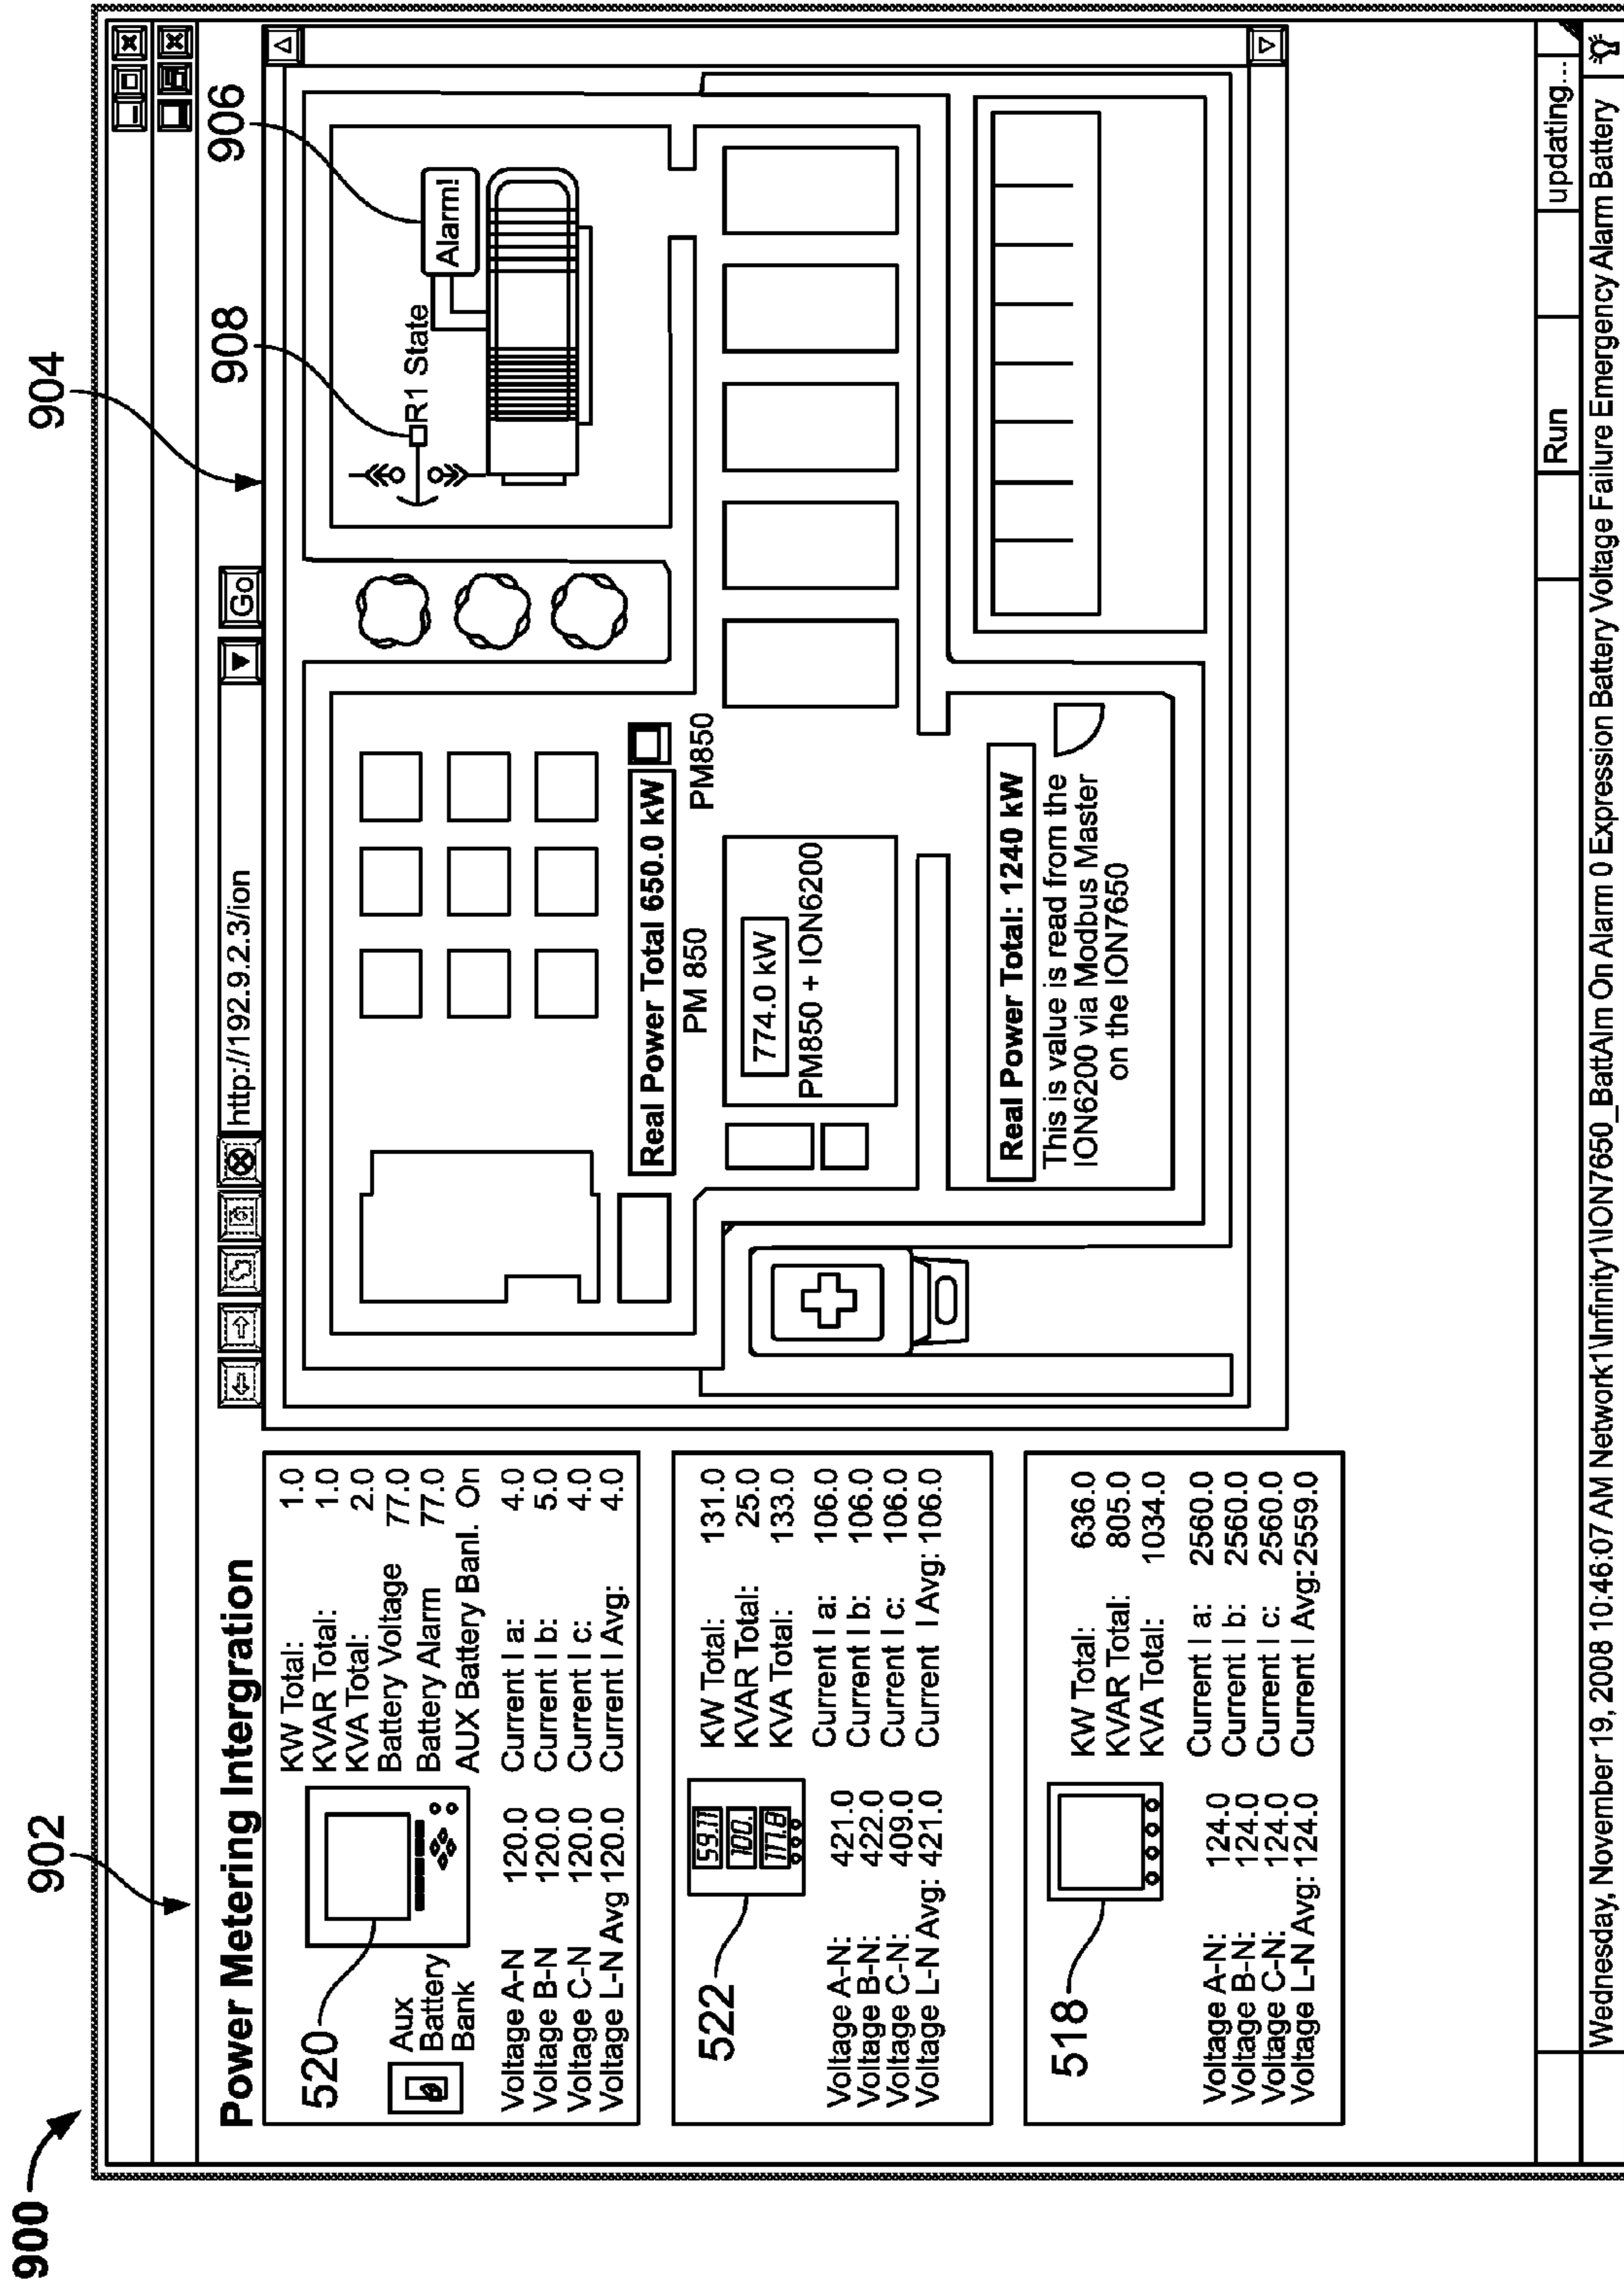 900
902
904
Power Metering Intergration
http://192.9.2.3/ion
Go
908
906
520
KW Total: 1.0
KVAR Total: 1.0
KVA Total: 2.0
Battery Voltage 77.0
Battery Alarm 77.0
AUX Battery Banl. On
Aux
Battery
Bank
Voltage A-N 120.0 Current I a: 4.0
Voltage B-N 120.0 Current I b: 5.0
Voltage C-N 120.0 Current I c: 4.0
Voltage L-N Avg 120.0 Current I Avg: 4.0
522
59.11
100.
117.8
KW Total: 131.0
KVAR Total: 25.0
KVA Total: 133.0
Voltage A-N: 421.0 Current I a: 106.0
Voltage B-N: 422.0 Current I b: 106.0
Voltage C-N: 409.0 Current I c: 106.0
Voltage L-N Avg: 421.0 Current I Avg: 106.0
518
KW Total: 636.0
KVAR Total: 805.0
KVA Total: 1034.0
Voltage A-N: 124.0 Current I a: 2560.0
Voltage B-N: 124.0 Current I b: 2560.0
Voltage C-N: 124.0 Current I c: 2560.0
Voltage L-N Avg: 124.0 Current I Avg:2559.0
R1 State
Alarm!
Real Power Total 650.0 kW
PM 850
PM850
774.0 kW
PM850 + ION6200
Real Power Total: 1240 kW
This is value is read from the
ION6200 via Modbus Master
on the ION7650
Run
updating...
Wednesday, November 19, 2008 10:46:07 AM Network1\Infinity1\ION7650_BattAlm On Alarm 0 Expression Battery Voltage Failure Emergency Alarm Battery